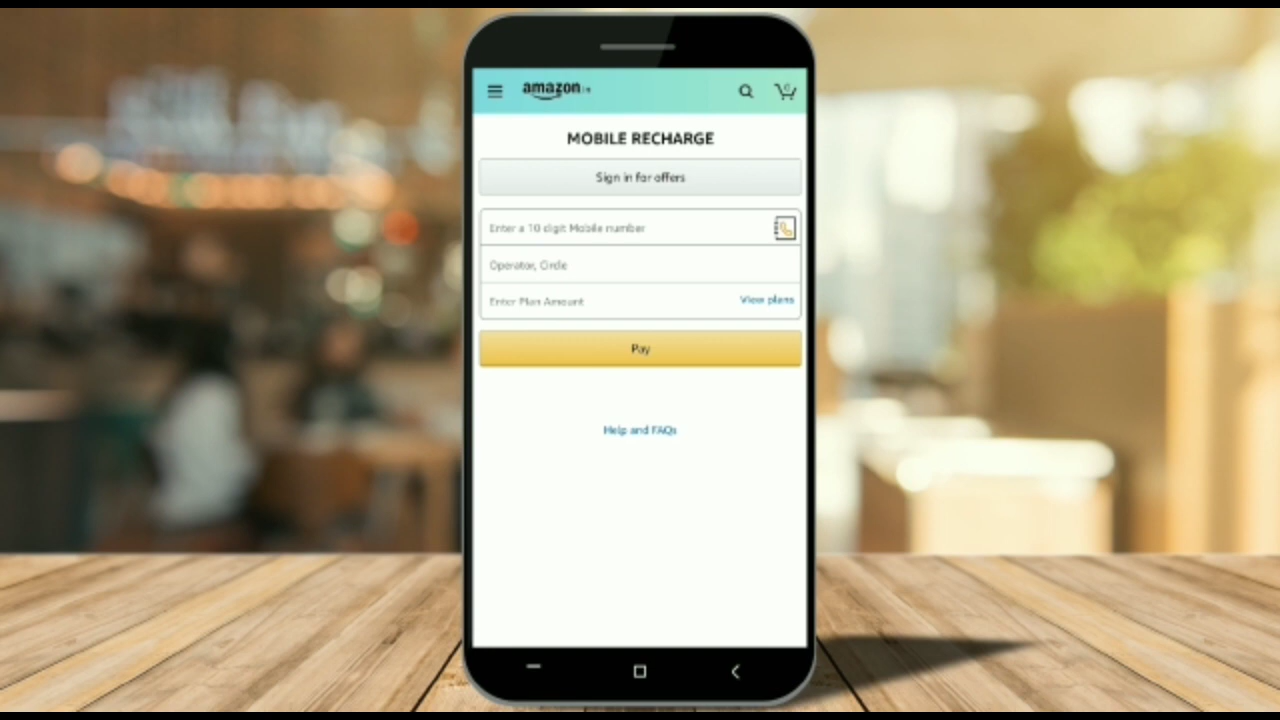 amazon.in
0
MOBILE RECHARGE
Sign in for offers
Enter a 10 digit Mobile number
Operator, Circle
Enter Plan Amount View plans
Pay
Help and FAQs